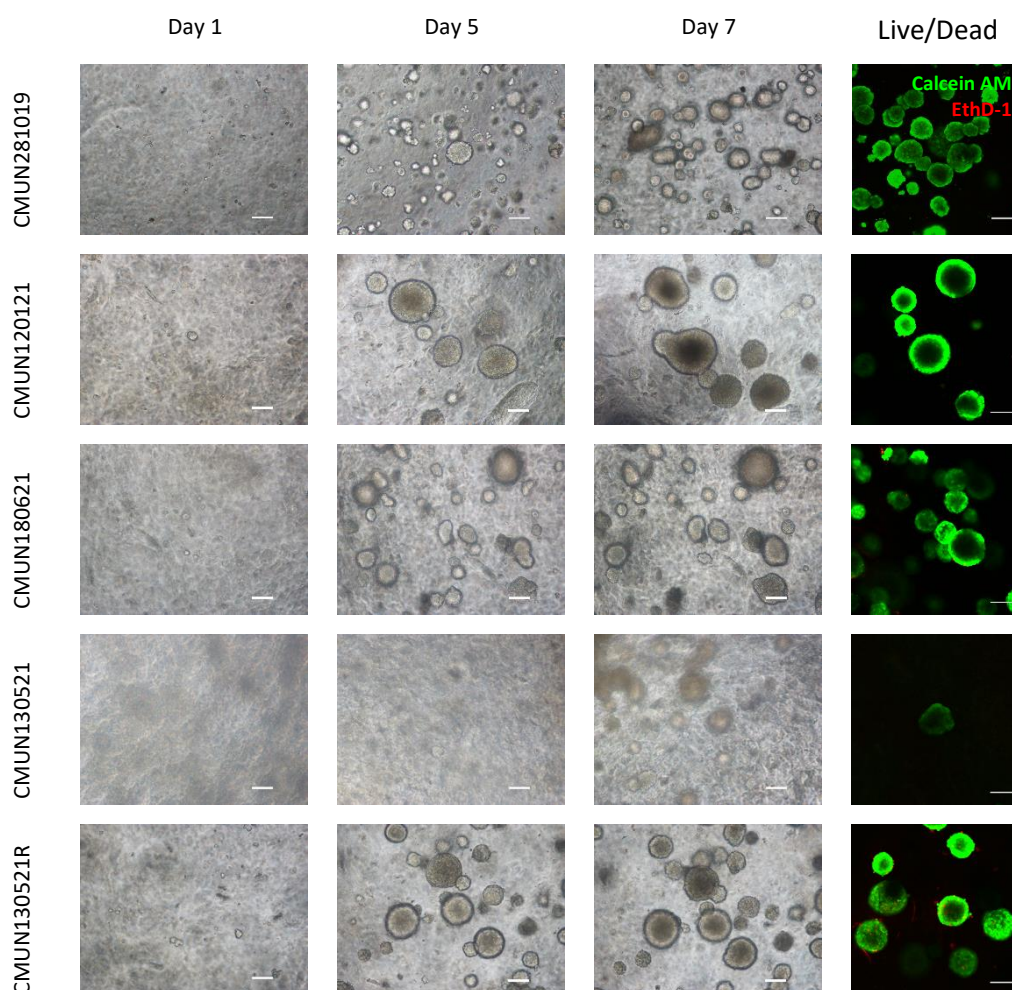 Day 1
Day 5
Day 7
Live/Dead
CMUN281019
Calcein AM
EthD-1
CMUN120121
CMUN180621
CMUN130521
CMUN130521R